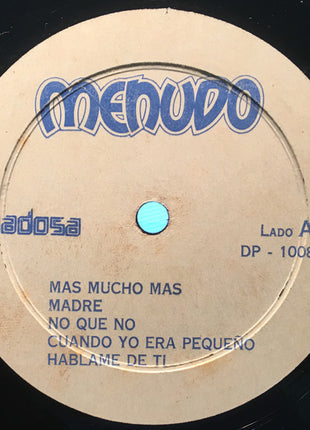 MENUDO
adosa
LADO A
DP - 1008
MAS MUCHO MAS
MADRE
NO QUE NO
CUANDO YO ERA PEQUEÑO
HABLAME DE TI